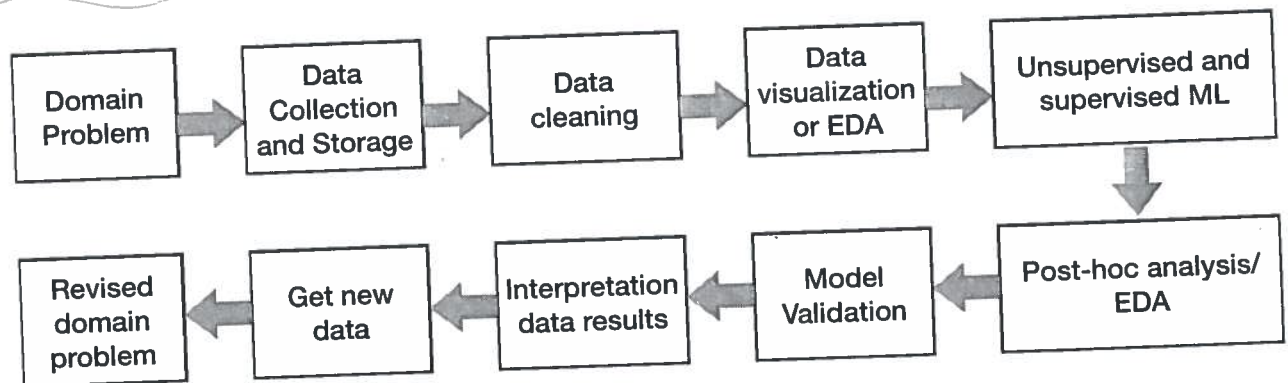 Domain
Problem
Data
Collection
and Storage
Data
cleaning
Data
visualization
or EDA
Unsupervised and
supervised ML
Post-hoc analysis/
EDA
Model
Validation
Interpretation
data results
Get new
data
Revised
domain
problem